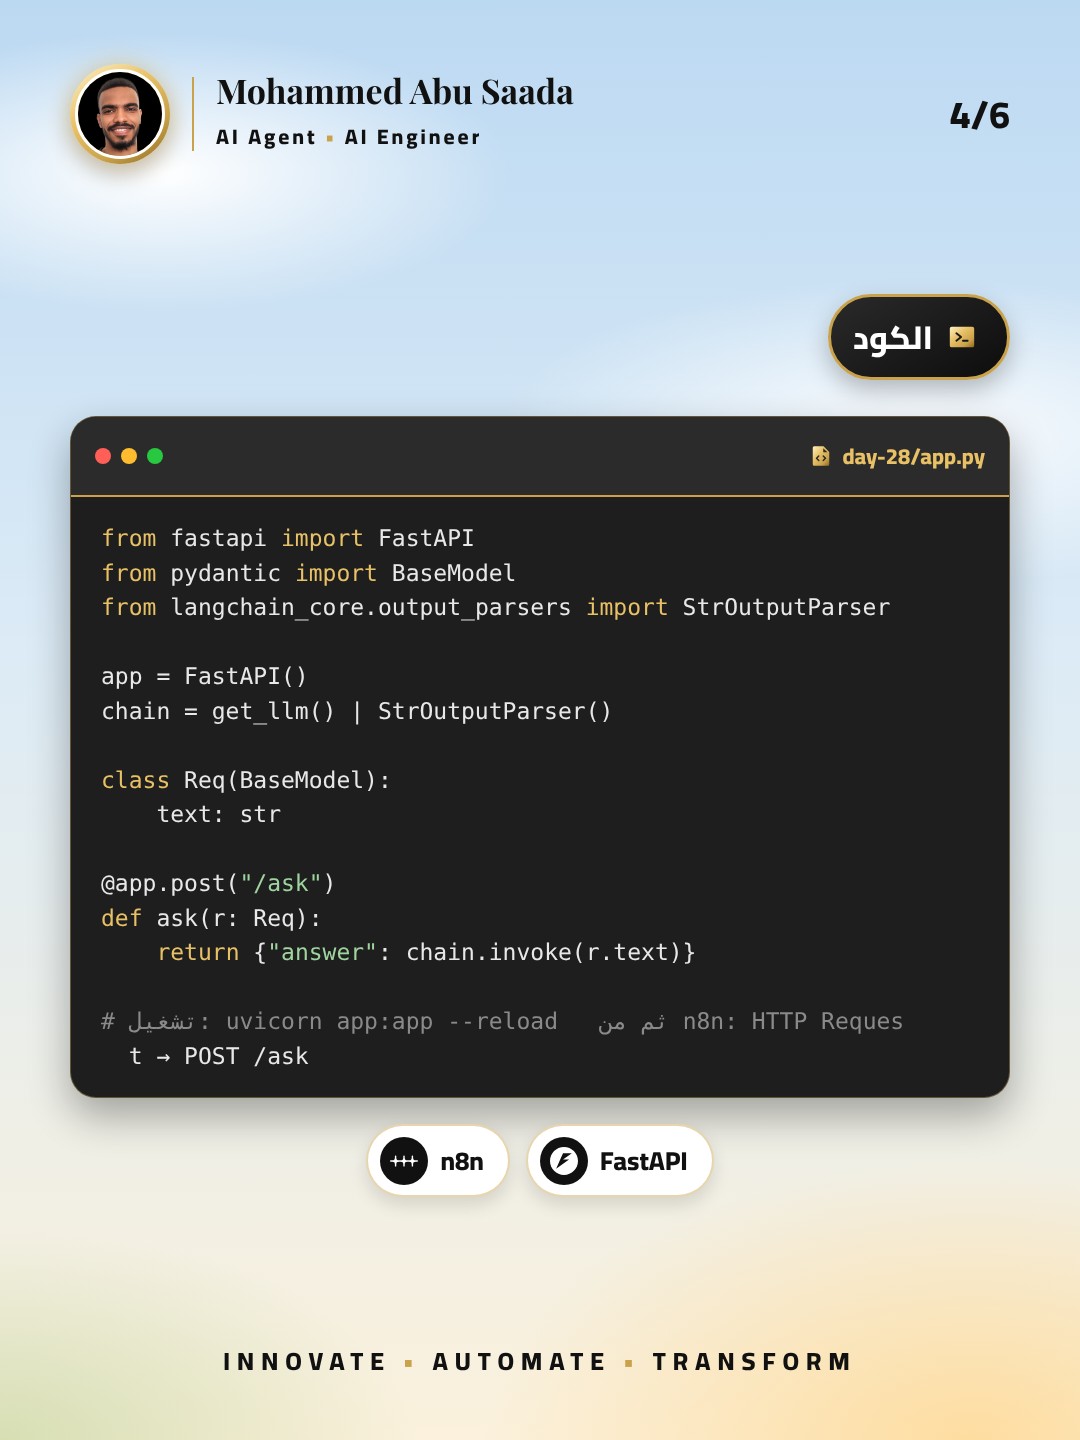 Mohammed Abu Saada
AI Agent ▪ AI Engineer
4/6
الكود
day-28/app.py
from fastapi import FastAPI
from pydantic import BaseModel
from langchain_core.output_parsers import StrOutputParser

app = FastAPI()
chain = get_llm() | StrOutputParser()

class Req(BaseModel):
    text: str

@app.post("/ask")
def ask(r: Req):
    return {"answer": chain.invoke(r.text)}

# تشغيل: uvicorn app:app --reload   ثم من n8n: HTTP Reques
  t → POST /ask
n8n
FastAPI
INNOVATE ▪ AUTOMATE ▪ TRANSFORM